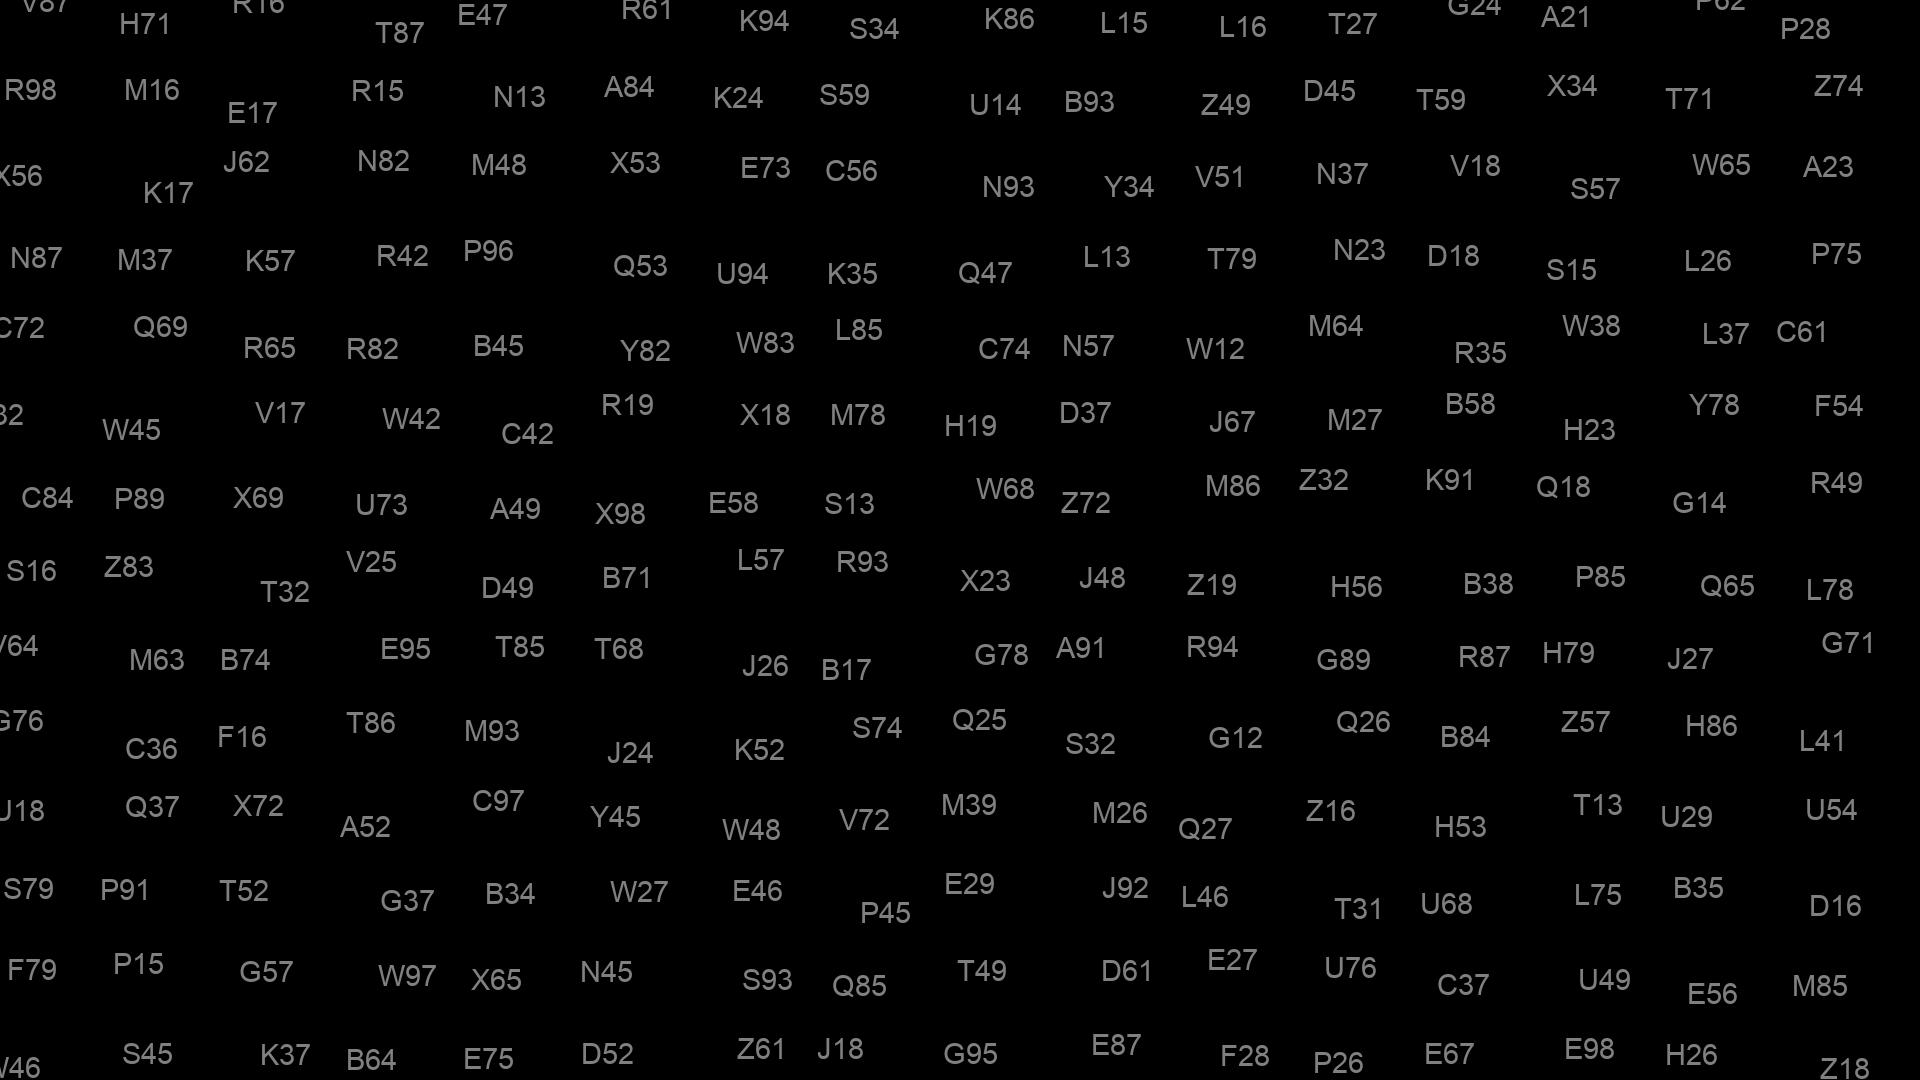 H71 T87 E47 R61 K94 S34 K86 L15 L16 T27 G24 A21 P28
R98 M16 E17 R15 N13 A84 K24 S59 U14 B93 Z49 D45 T59 X34 T71 Z74
X56 K17 J62 N82 M48 X53 E73 C56 N93 Y34 V51 N37 V18 S57 W65 A23
N87 M37 K57 R42 P96 Q53 U94 K35 Q47 L13 T79 N23 D18 S15 L26 P75
C72 Q69 R65 R82 B45 Y82 W83 L85 C74 N57 W12 M64 R35 W38 L37 C61
W45 V17 W42 C42 R19 X18 M78 H19 D37 J67 M27 B58 H23 Y78 F54
C84 P89 X69 U73 A49 X98 E58 S13 W68 Z72 M86 Z32 K91 Q18 G14 R49
S16 Z83 T32 V25 D49 B71 L57 R93 X23 J48 Z19 H56 B38 P85 Q65 L78
M63 B74 E95 T85 T68 J26 B17 G78 A91 R94 G89 R87 H79 J27 G71
G76 C36 F16 T86 M93 J24 K52 S74 Q25 S32 G12 Q26 B84 Z57 H86 L41
U18 Q37 X72 A52 C97 Y45 W48 V72 M39 M26 Q27 Z16 H53 T13 U29 U54
S79 P91 T52 G37 B34 W27 E46 P45 E29 J92 L46 T31 U68 L75 B35 D16
F79 P15 G57 W97 X65 N45 S93 Q85 T49 D61 E27 U76 C37 U49 E56 M85
S45 K37 B64 E75 D52 Z61 J18 G95 E87 F28 P26 E67 E98 H26 Z18